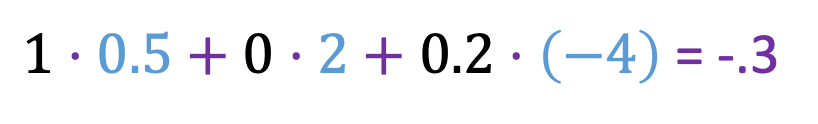 1 · 0.5 + 0 · 2 + 0.2 · (−4) = -.3